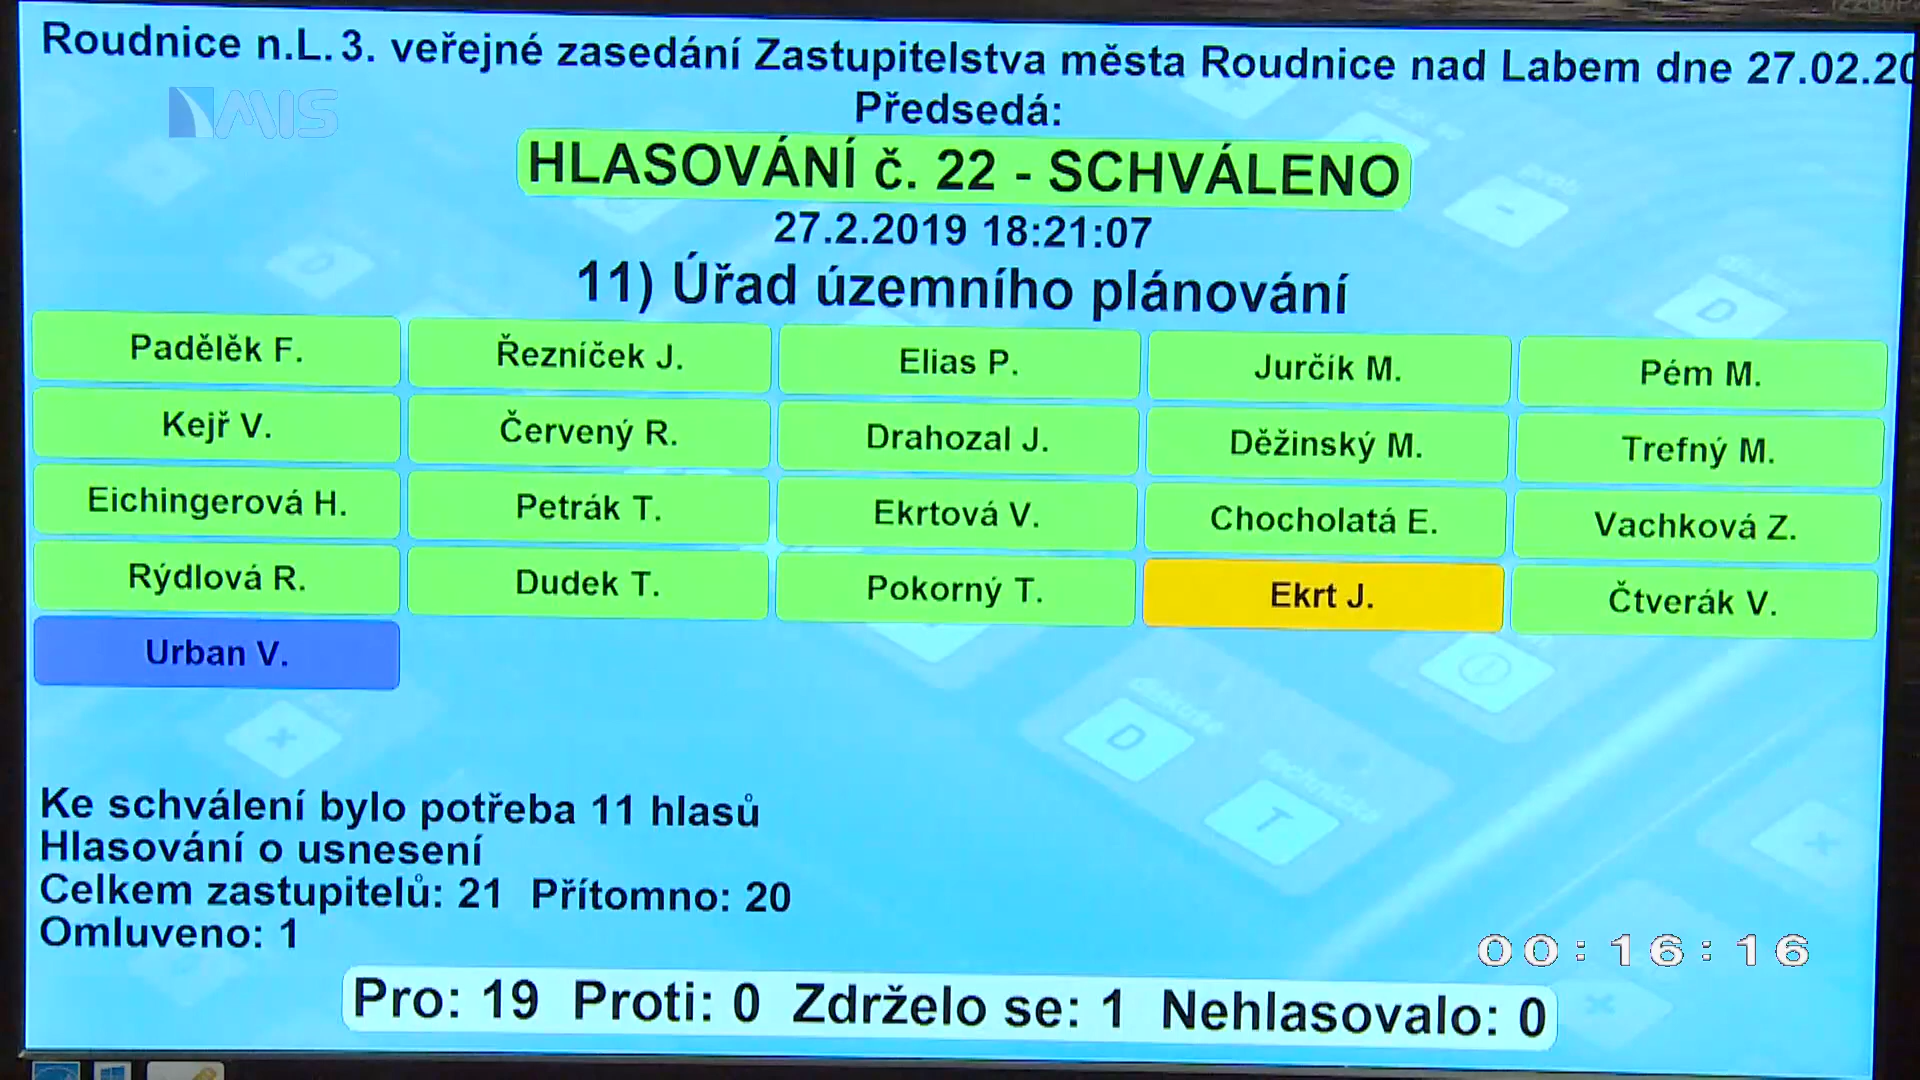 Roudnice n.L. 3. veřejné zasedání Zastupitelstva města Roudnice nad Labem dne 27.02.20
MIS
Předsedá:
HLASOVÁNÍ č. 22 - SCHVÁLENO
27.2.2019 18:21:07
11) Úřad územního plánování
Padělěk F. Řezníček J. Elias P. Jurčík M. Pém M.
Kejř V. Červený R. Drahozal J. Děžinský M. Trefný M.
Eichingerová H. Petrák T. Ekrtová V. Chocholatá E. Vachková Z.
Rýdlová R. Dudek T. Pokorný T. Ekrt J. Čtverák V.
Urban V.
D
D
T
Ke schválení bylo potřeba 11 hlasů
Hlasování o usnesení
Celkem zastupitelů: 21 Přítomno: 20
Omluveno: 1
00:16:16
Pro: 19 Proti: 0 Zdrželo se: 1 Nehlasovalo: 0